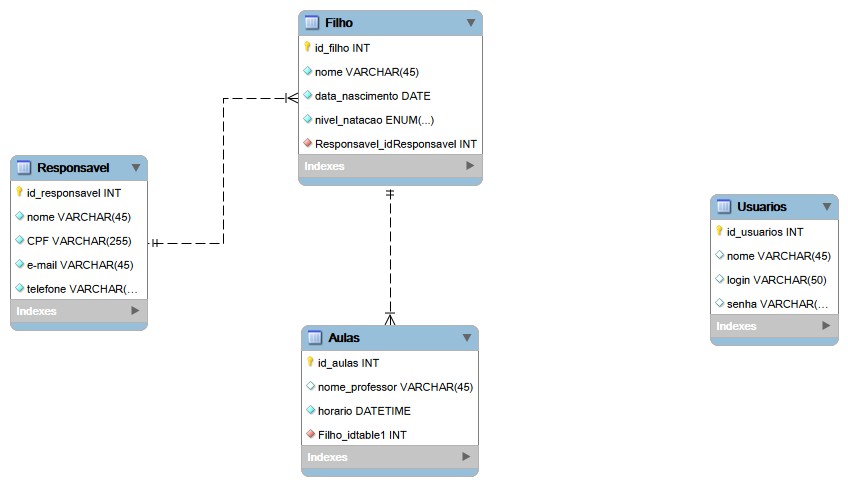 Filho
id_filho INT
nome VARCHAR(45)
data_nascimento DATE
nivel_natacao ENUM(...)
Responsavel_idResponsavel INT
Indexes
Responsavel
id_responsavel INT
nome VARCHAR(45)
CPF VARCHAR(255)
e-mail VARCHAR(45)
telefone VARCHAR(...
Indexes
Usuarios
id_usuarios INT
nome VARCHAR(45)
login VARCHAR(50)
senha VARCHAR(...
Indexes
Aulas
id_aulas INT
nome_professor VARCHAR(45)
horario DATETIME
Filho_idtable1 INT
Indexes